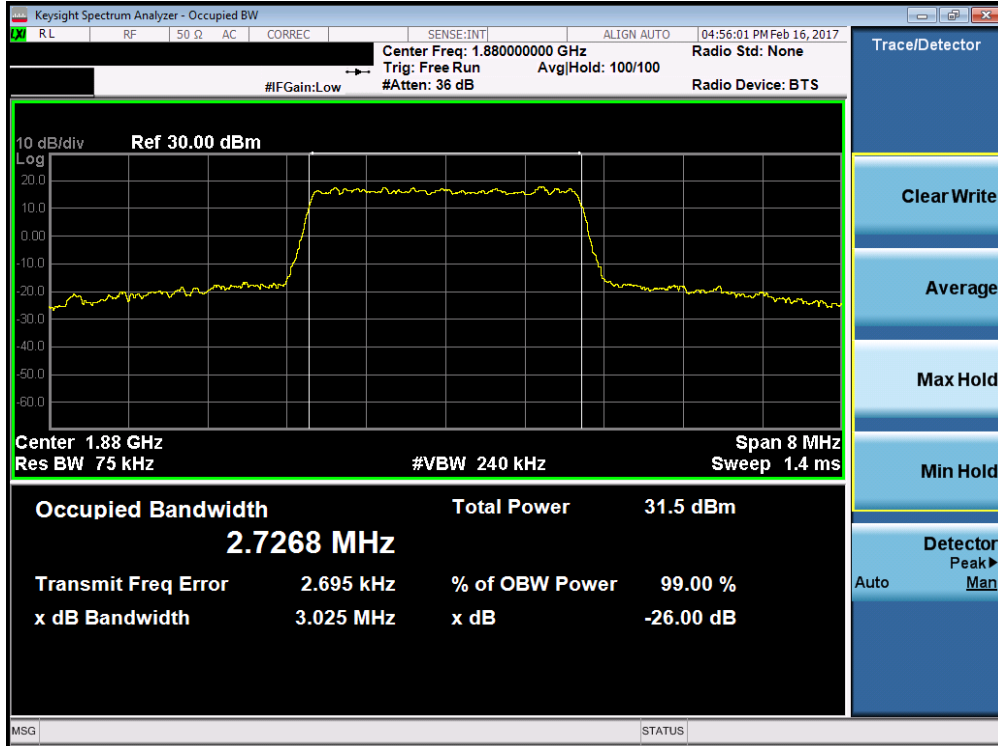 Keysight Spectrum Analyzer - Occupied BW
LXI RL RF 50 Ω AC CORREC SENSE:INT ALIGN AUTO 04:56:01 PM Feb 16, 2017
Center Freq: 1.880000000 GHz Radio Std: None
Trig: Free Run Avg|Hold: 100/100
#IFGain:Low #Atten: 36 dB Radio Device: BTS
10 dB/div Ref 30.00 dBm
Log
20.0
10.0
0.00
-10.0
-20.0
-30.0
-40.0
-50.0
-60.0
Center 1.88 GHz Span 8 MHz
Res BW 75 kHz #VBW 240 kHz Sweep 1.4 ms
Occupied Bandwidth Total Power 31.5 dBm
2.7268 MHz
Transmit Freq Error 2.695 kHz % of OBW Power 99.00 %
x dB Bandwidth 3.025 MHz x dB -26.00 dB
MSG STATUS
Trace/Detector
Clear Write
Average
Max Hold
Min Hold
Detector
Peak▶
Auto Man